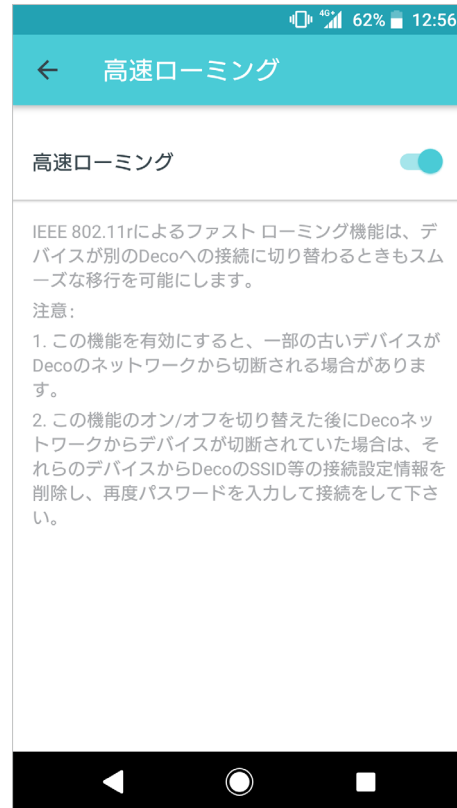 4G+ 62% 12:56
高速ローミング
高速ローミング
IEEE 802.11rによるファスト ローミング機能は、デ
バイスが別のDecoへの接続に切り替わるときもスム
ーズな移行を可能にします。
注意:
1. この機能を有効にすると、一部の古いデバイスが
Decoのネットワークから切断される場合がありま
す。
2. この機能のオン/オフを切り替えた後にDecoネッ
トワークからデバイスが切断されていた場合は、そ
れらのデバイスからDecoのSSID等の接続設定情報を
削除し、再度パスワードを入力して接続をして下さ
い。